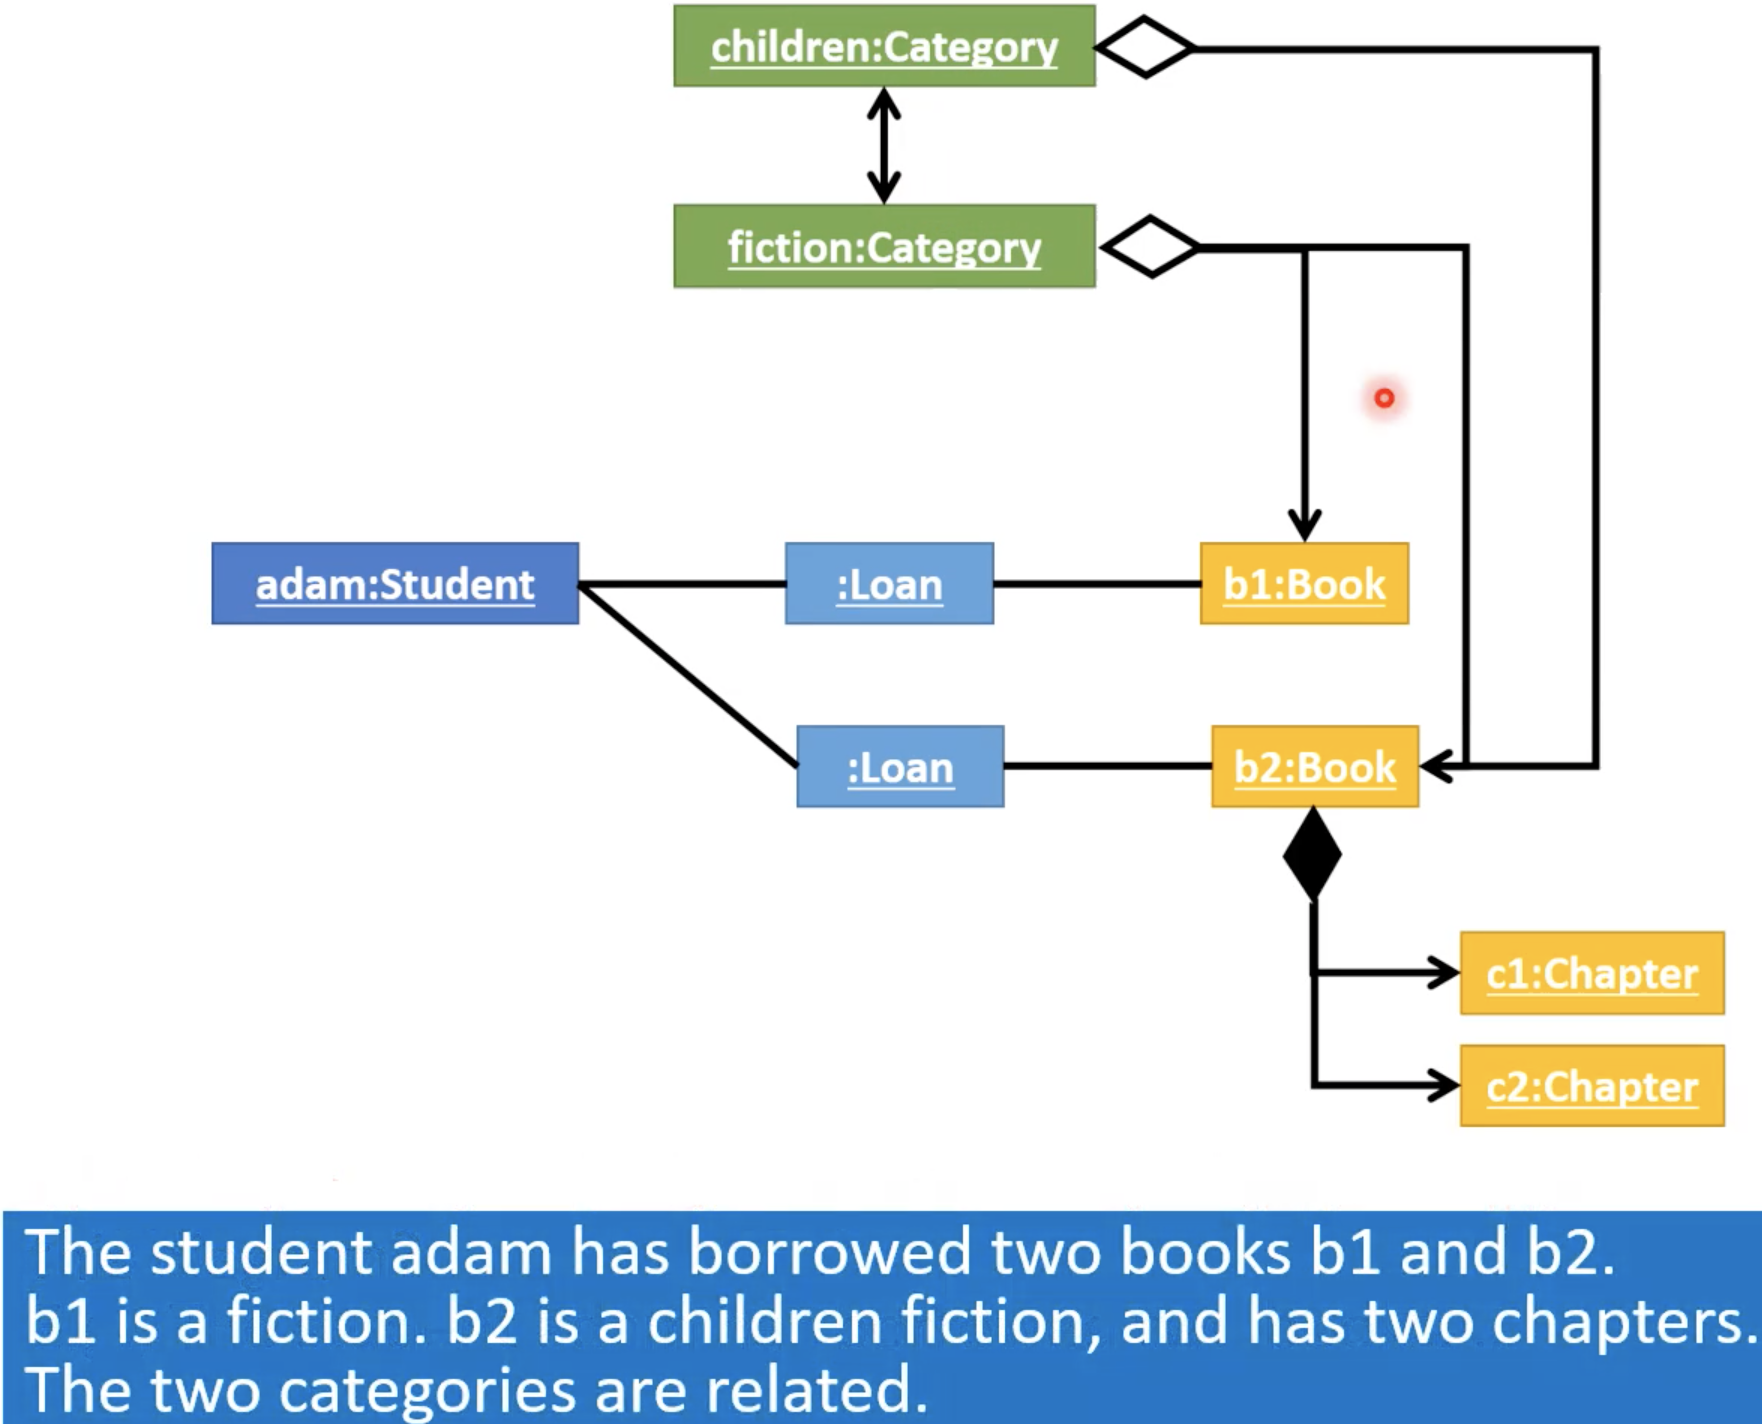 children:Category
fiction:Category
adam:Student
:Loan
b1:Book
:Loan
b2:Book
c1:Chapter
c2:Chapter
The student adam has borrowed two books b1 and b2.
b1 is a fiction. b2 is a children fiction, and has two chapters.
The two categories are related.